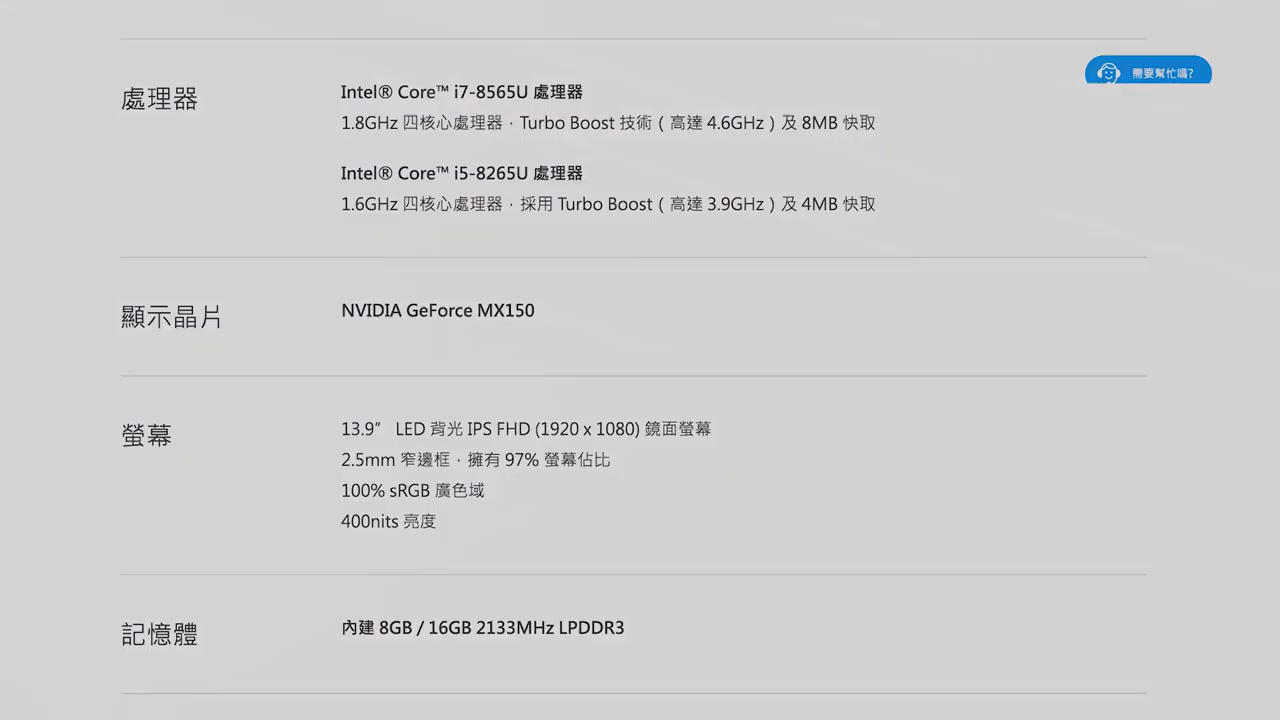 需要幫忙嗎?
處理器
Intel® Core™ i7-8565U 處理器
1.8GHz 四核心處理器，Turbo Boost 技術 ( 高達 4.6GHz ) 及 8MB 快取
Intel® Core™ i5-8265U 處理器
1.6GHz 四核心處理器，採用 Turbo Boost ( 高達 3.9GHz ) 及 4MB 快取
顯示晶片
NVIDIA GeForce MX150
螢幕
13.9” LED 背光 IPS FHD (1920 x 1080) 鏡面螢幕
2.5mm 窄邊框，擁有 97% 螢幕佔比
100% sRGB 廣色域
400nits 亮度
記憶體
內建 8GB / 16GB 2133MHz LPDDR3